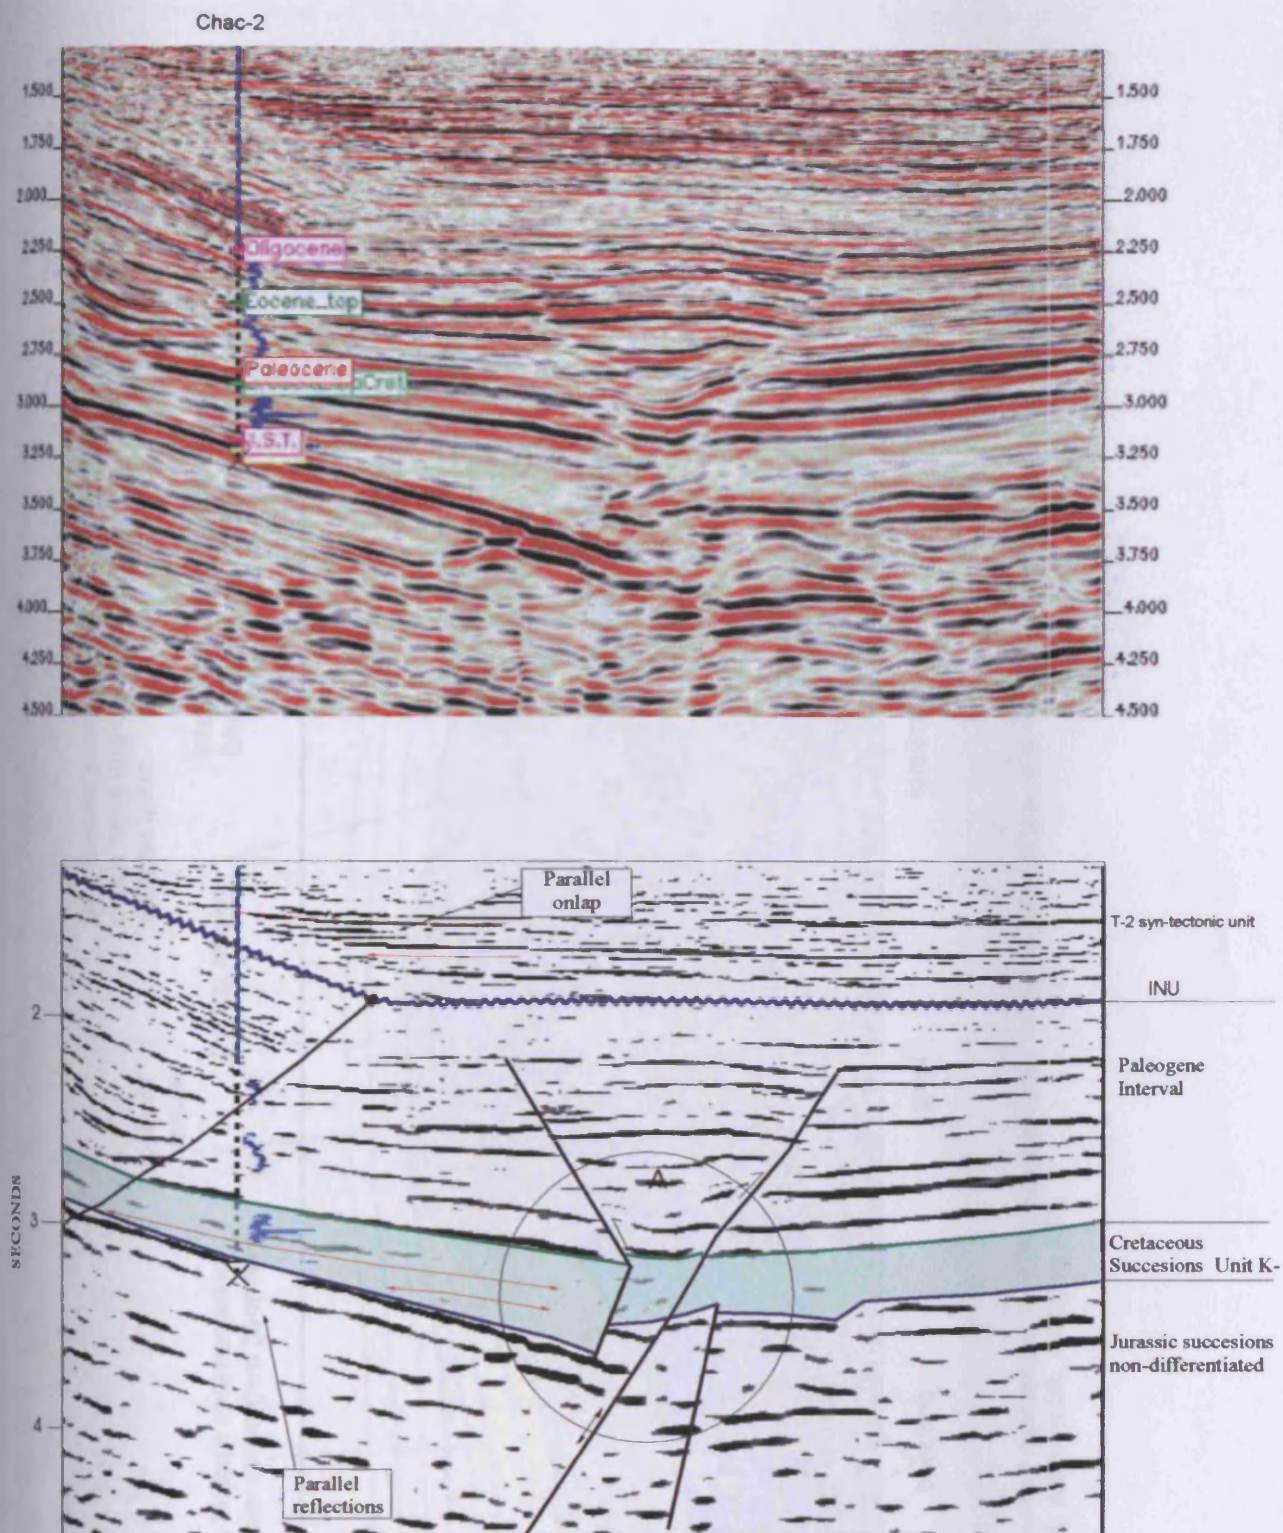 Chac-2
1.500 1.500
1.750 1.750
2.000 2.000
2.250 2.250
Oligocene
2.500 2.500
Eocene_top
2.750 2.750
Paleocene
3.000 3.000
J.S.T.
3.250 3.250
3.500 3.500
3.750 3.750
4.000 4.000
4.250 4.250
4.500 4.500
Parallel
onlap
T-2 syn-tectonic unit
INU
2
Paleogene
Interval
A
SECONDS
3
Cretaceous
Succesions Unit K-
Jurassic succesions
non-differentiated
4
Parallel
reflections